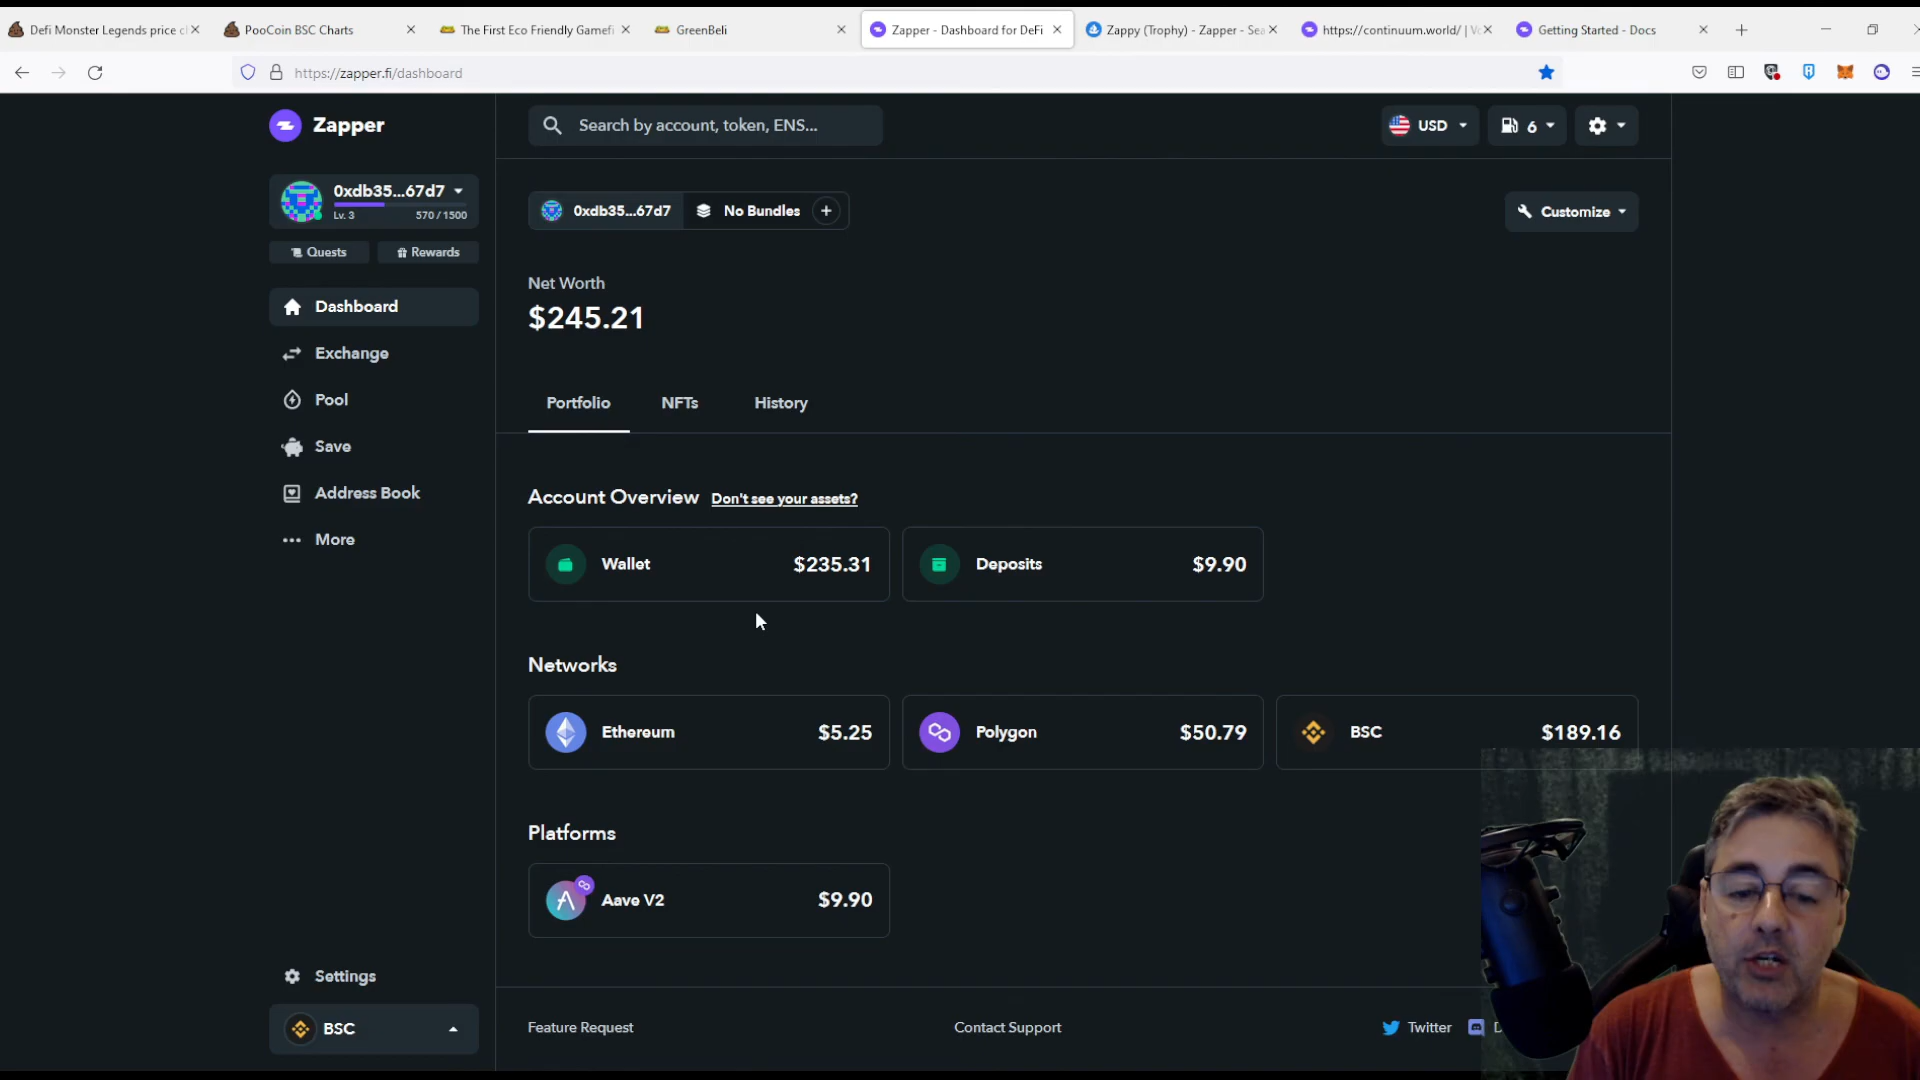 Defi Monster Legends price c
PooCoin BSC Charts
The First Eco Friendly Gamefi
GreenBeli
Zapper - Dashboard for DeFi
Zappy (Trophy) - Zapper - Sea
https://continuum.world/ | Vo
Getting Started - Docs
https://zapper.fi/dashboard
Zapper
Search by account, token, ENS...
USD
6
0xdb35...67d7
Lv. 3
570 / 1500
Quests
Rewards
0xdb35...67d7
No Bundles
Customize
Dashboard
Exchange
Pool
Save
Address Book
More
Net Worth
$245.21
Portfolio
NFTs
History
Account Overview
Don't see your assets?
Wallet
$235.31
Deposits
$9.90
Networks
Ethereum
$5.25
Polygon
$50.79
BSC
$189.16
Platforms
Aave V2
$9.90
Settings
BSC
Feature Request
Contact Support
Twitter
D